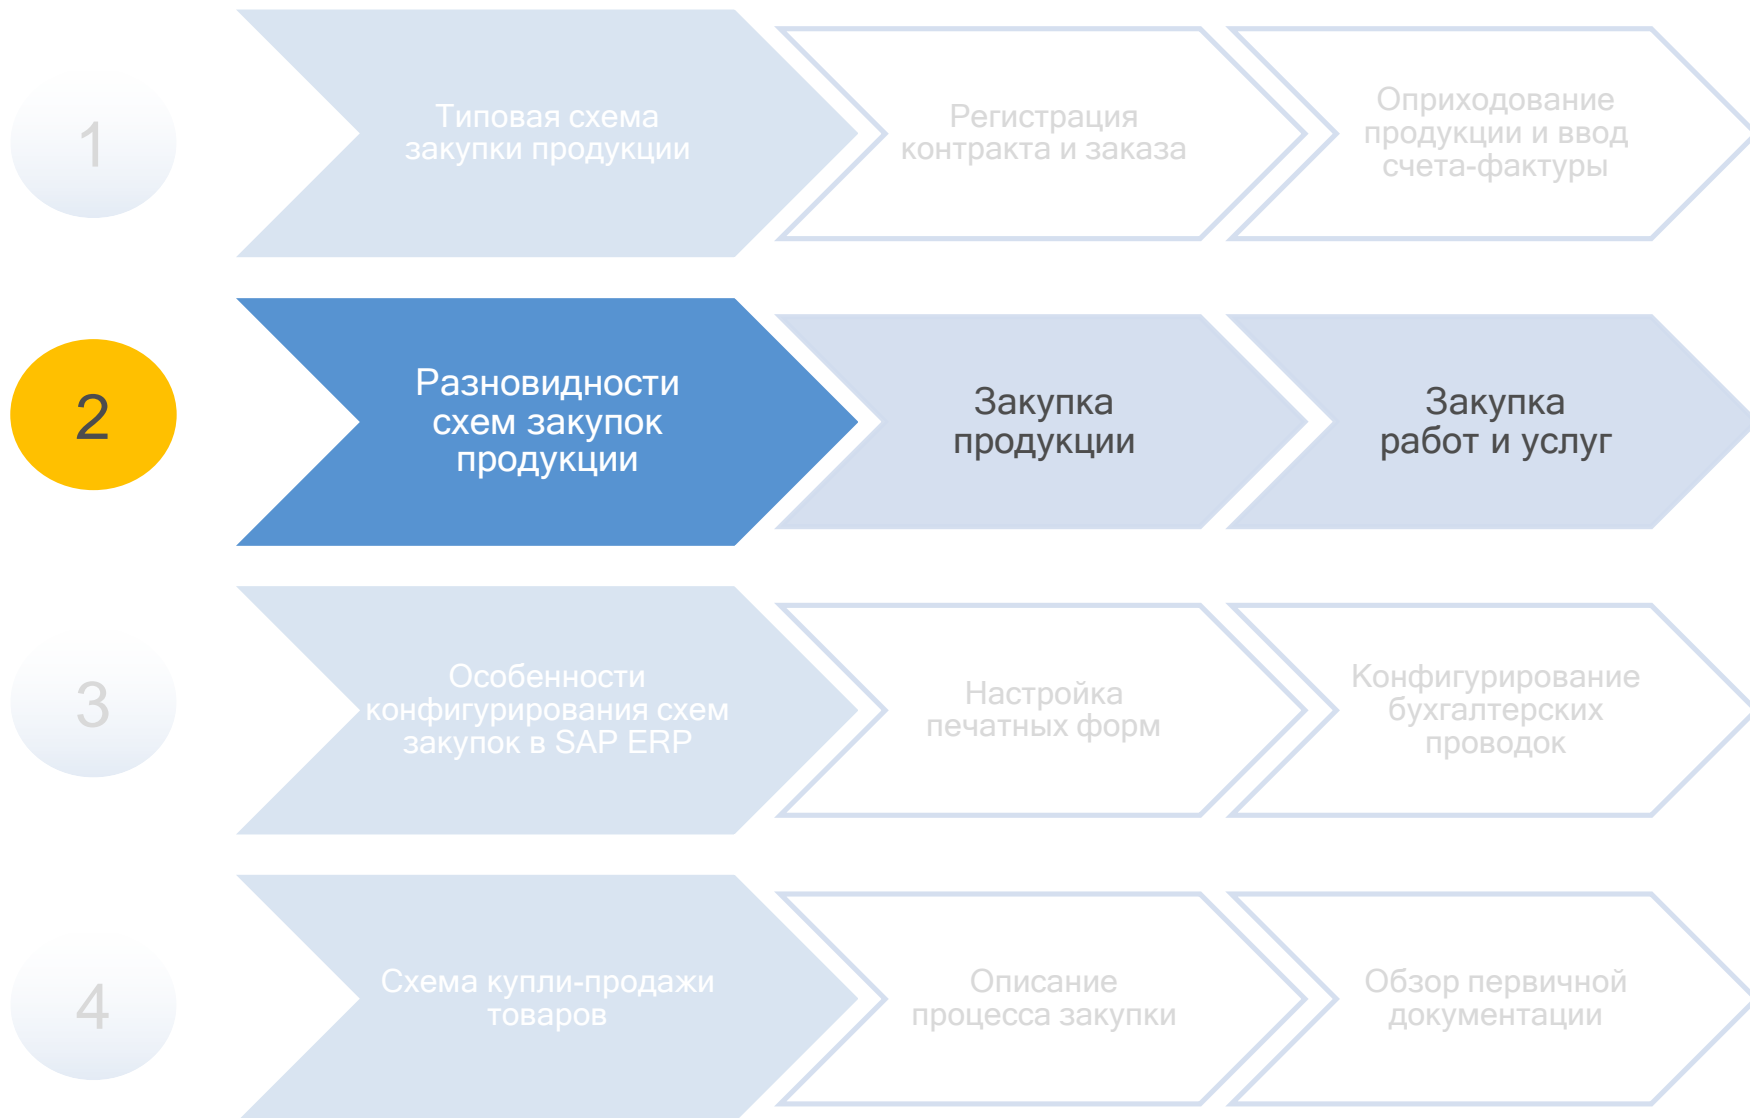 1
Типовая схема
закупки продукции
Регистрация
контракта и заказа
Оприходование
продукции и ввод
счета-фактуры
2
Разновидности
схем закупок
продукции
Закупка
продукции
Закупка
работ и услуг
3
Особенности
конфигурирования схем
закупок в SAP ERP
Настройка
печатных форм
Конфигурирование
бухгалтерских
проводок
4
Схема купли-продажи
товаров
Описание
процесса закупки
Обзор первичной
документации